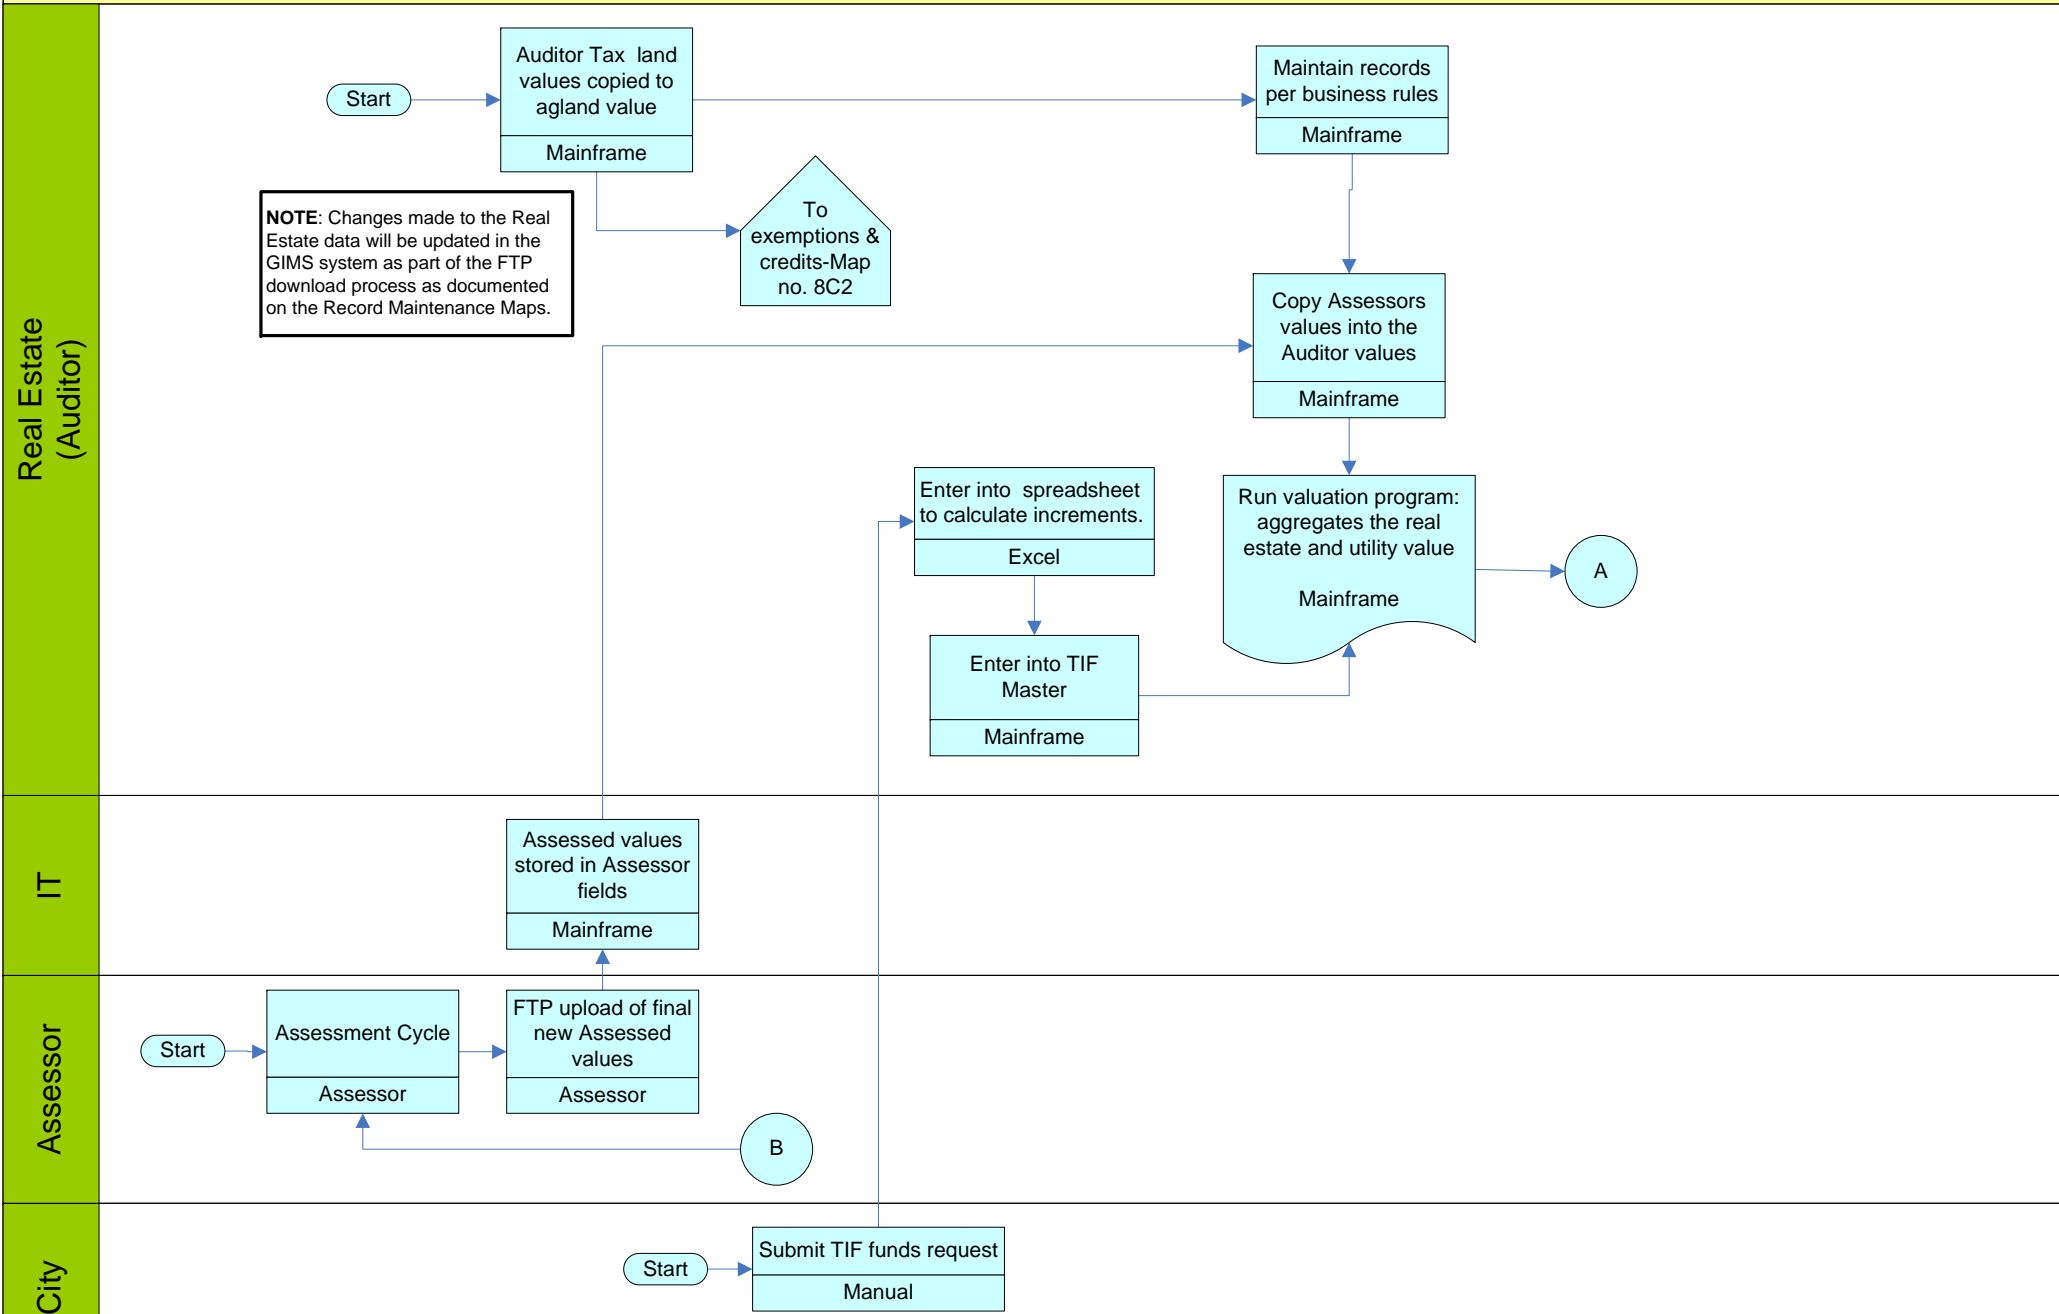 Real Estate
(Auditor)
Start
Auditor Tax land
values copied to
agland value
Mainframe
Maintain records
per business rules
Mainframe
NOTE: Changes made to the Real
Estate data will be updated in the
GIMS system as part of the FTP
download process as documented
on the Record Maintenance Maps.
To
exemptions &
credits-Map
no. 8C2
Copy Assessors
values into the
Auditor values
Mainframe
Enter into spreadsheet
to calculate increments.
Excel
Run valuation program:
aggregates the real
estate and utility value
Mainframe
A
Enter into TIF
Master
Mainframe
IT
Assessed values
stored in Assessor
fields
Mainframe
Assessor
Start
Assessment Cycle
Assessor
FTP upload of final
new Assessed
values
Assessor
B
City
Start
Submit TIF funds request
Manual